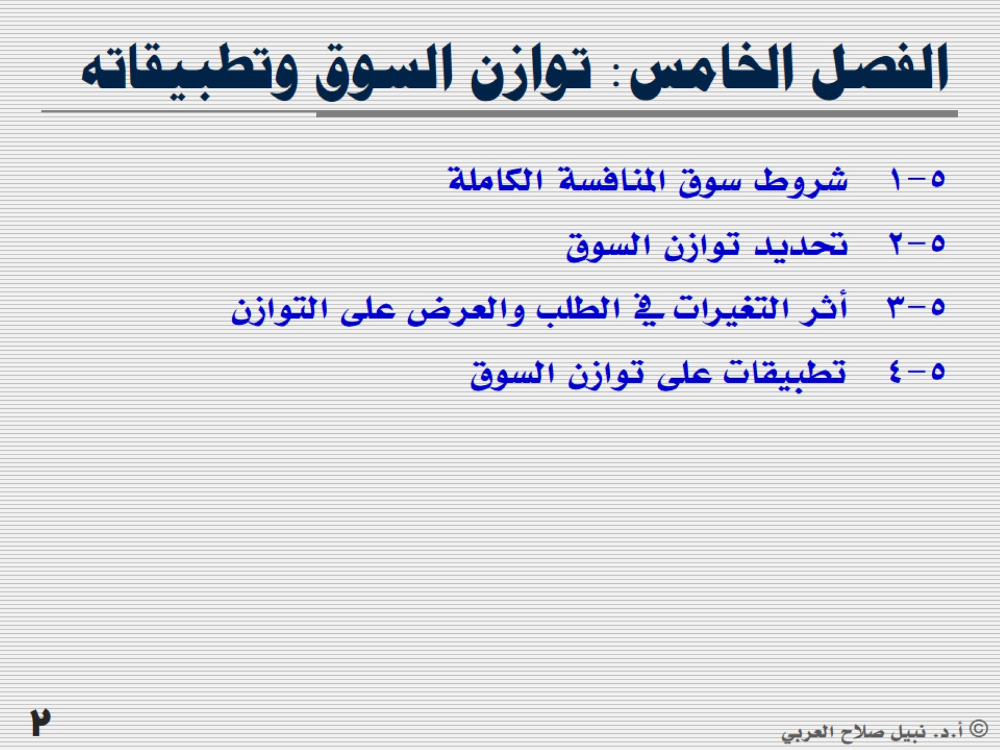 الفصل الخامس: توازن السوق وتطبيقاته
٥-١ شروط سوق المنافسة الكاملة
٥-٢ تحديد توازن السوق
٥-٣ أثر التغيرات في الطلب والعرض على التوازن
٥-٤ تطبيقات على توازن السوق
© أ.د. نبيل صلاح العربي
٢